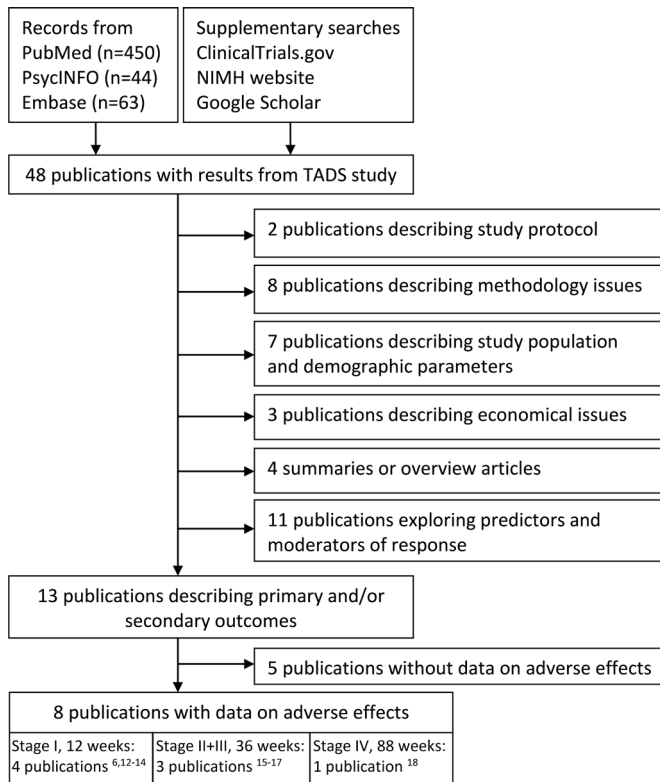 Records from
PubMed (n=450)
PsycINFO (n=44)
Embase (n=63)
Supplementary searches
ClinicalTrials.gov
NIMH website
Google Scholar
48 publications with results from TADS study
2 publications describing study protocol
8 publications describing methodology issues
7 publications describing study population
and demographic parameters
3 publications describing economical issues
4 summaries or overview articles
11 publications exploring predictors and
moderators of response
13 publications describing primary and/or
secondary outcomes
5 publications without data on adverse effects
8 publications with data on adverse effects
Stage I, 12 weeks:
4 publications 6,12-14
Stage II+III, 36 weeks:
3 publications 15-17
Stage IV, 88 weeks:
1 publication 18